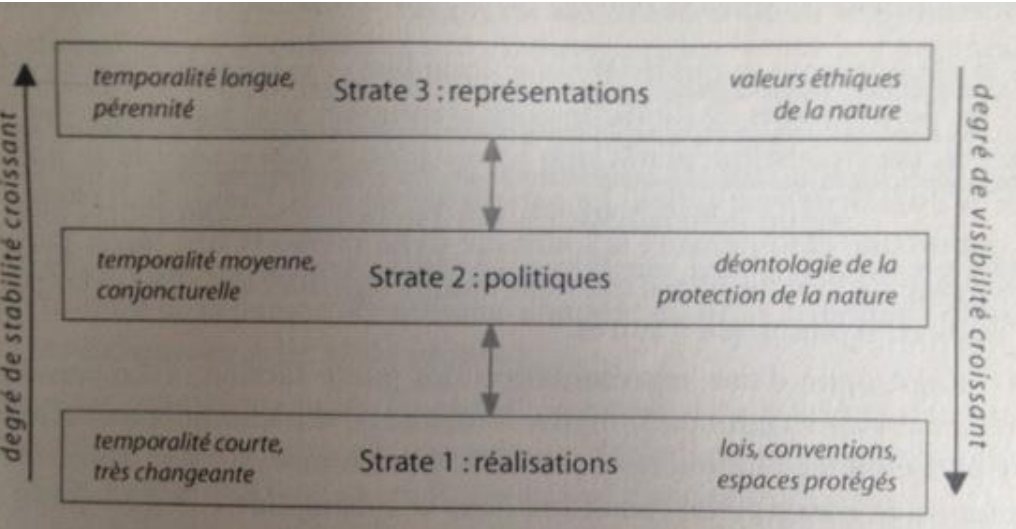 degré de stabilité croissant
temporalité longue,
pérennité
Strate 3 : représentations
valeurs éthiques
de la nature
temporalité moyenne,
conjoncturelle
Strate 2 : politiques
déontologie de la
protection de la nature
temporalité courte,
très changeante
Strate 1 : réalisations
lois, conventions,
espaces protégés
degré de visibilité croissant